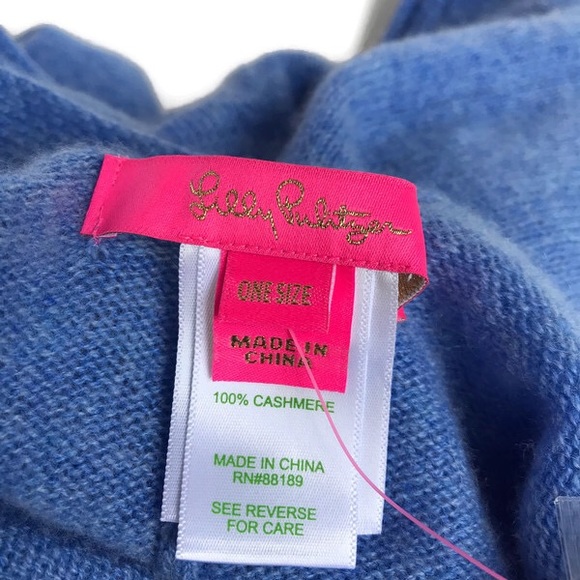 Lilly Pulitzer
ONE SIZE
MADE IN
CHINA
100% CASHMERE
MADE IN CHINA
RN#88189
SEE REVERSE
FOR CARE